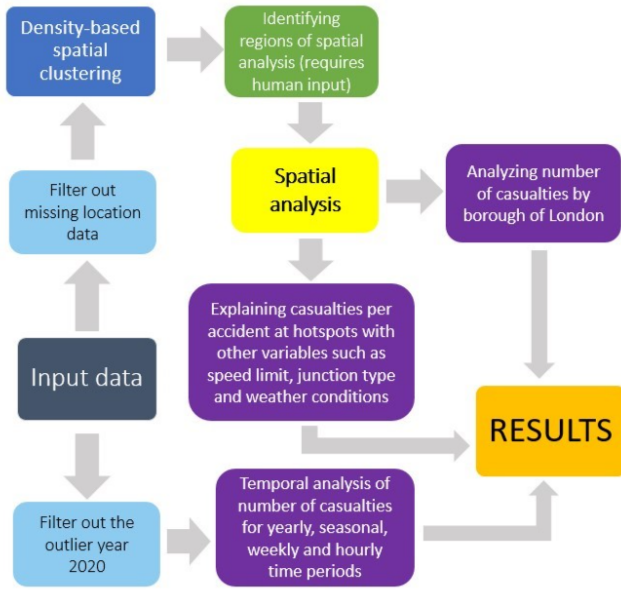 Density-based
spatial
clustering
Identifying
regions of spatial
analysis (requires
human input)
Filter out
missing location
data
Spatial
analysis
Analyzing number
of casualties by
borough of London
Input data
Explaining casualties per
accident at hotspots with
other variables such as
speed limit, junction type
and weather conditions
RESULTS
Filter out the
outlier year
2020
Temporal analysis of
number of casualties
for yearly, seasonal,
weekly and hourly
time periods